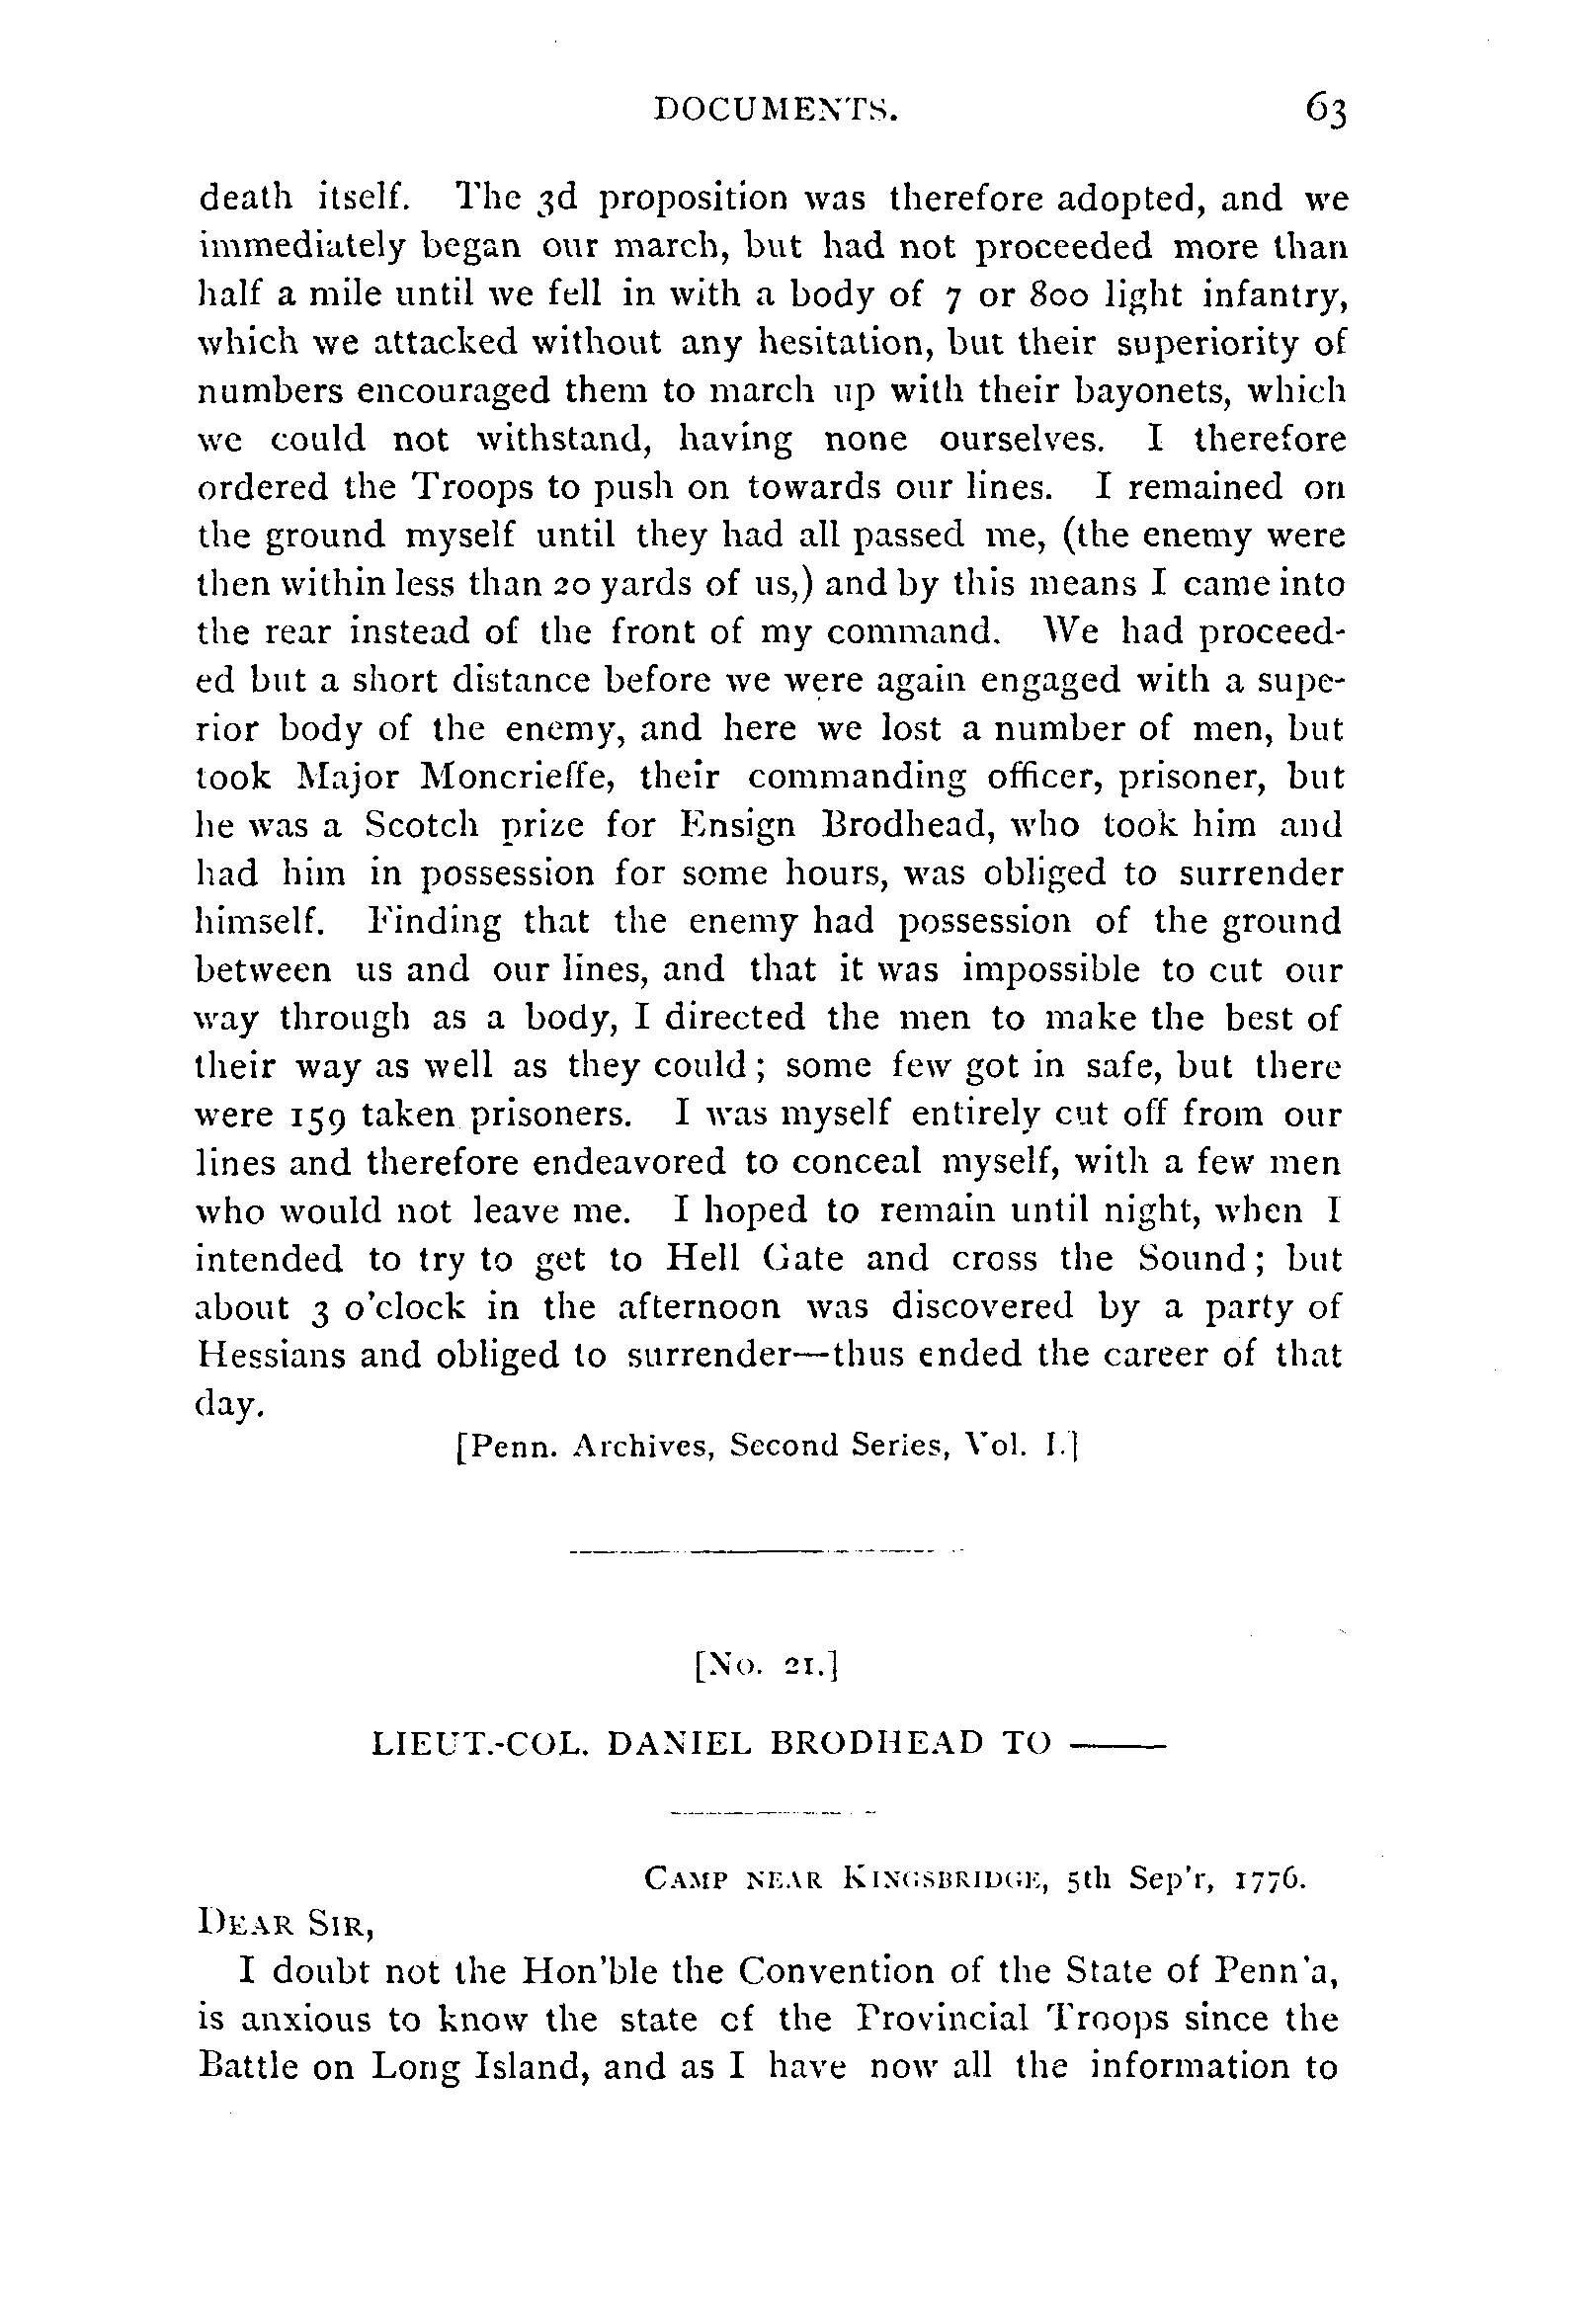 DOCUMENTS. 63
death itself. The 3d proposition was therefore adopted, and we
immediately began our march, but had not proceeded more than
half a mile until we fell in with a body of 7 or 800 light infantry,
which we attacked without any hesitation, but their superiority of
numbers encouraged them to march up with their bayonets, which
we could not withstand, having none ourselves. I therefore
ordered the Troops to push on towards our lines. I remained on
the ground myself until they had all passed me, (the enemy were
then within less than 20 yards of us,) and by this means I came into
the rear instead of the front of my command. We had proceed-
ed but a short distance before we were again engaged with a supe-
rior body of the enemy, and here we lost a number of men, but
took Major Moncrieffe, their commanding officer, prisoner, but
he was a Scotch prize for Ensign Brodhead, who took him and
had him in possession for some hours, was obliged to surrender
himself. Finding that the enemy had possession of the ground
between us and our lines, and that it was impossible to cut our
way through as a body, I directed the men to make the best of
their way as well as they could; some few got in safe, but there
were 159 taken prisoners. I was myself entirely cut off from our
lines and therefore endeavored to conceal myself, with a few men
who would not leave me. I hoped to remain until night, when I
intended to try to get to Hell Gate and cross the Sound; but
about 3 o'clock in the afternoon was discovered by a party of
Hessians and obliged to surrender—thus ended the career of that
day.
[Penn. Archives, Second Series, Vol. I.]
[No. 21.]
LIEUT.-COL. DANIEL BRODHEAD TO ——
CAMP NEAR KINGSBRIDGE, 5th Sep'r, 1776.
DEAR SIR,
I doubt not the Hon'ble the Convention of the State of Penn'a,
is anxious to know the state of the Provincial Troops since the
Battle on Long Island, and as I have now all the information to